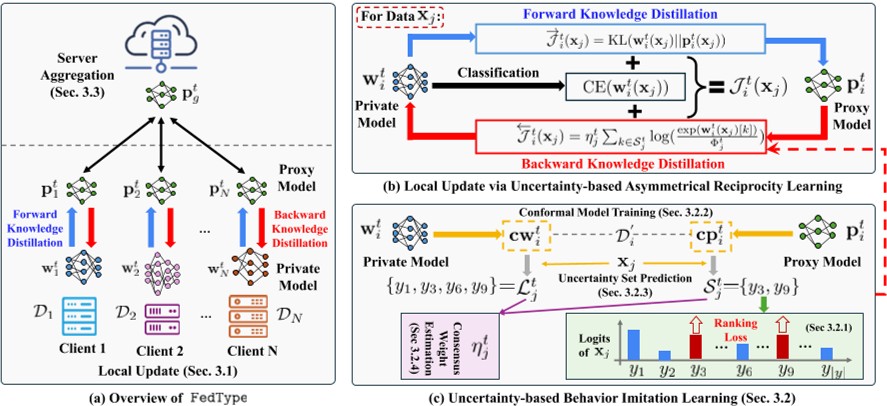 Server
Aggregation
(Sec. 3.3)
p_g^t
p_1^t p_2^t p_N^t
Proxy
Model
Forward
Knowledge
Distillation
...
Backward
Knowledge
Distillation
w_1^t w_2^t w_N^t
Private
Model
D_1 D_2 ... D_N
Client 1 Client 2 Client N
Local Update (Sec. 3.1)
(a) Overview of FedType
For Data x_j:
Forward Knowledge Distillation
\overrightarrow{J}_i^t(x_j) = KL(w_i^t(x_j)||p_i^t(x_j))
+
w_i^t
Private
Model
Classification
CE(w_i^t(x_j))
= J_i^t(x_j)
p_i^t
Proxy
Model
+
\overleftarrow{J}_i^t(x_j) = η_j^t ∑_{k∈S_j^t} log(exp(w_i^t(x_j)[k])/Φ_j^t)
Backward Knowledge Distillation
(b) Local Update via Uncertainty-based Asymmetrical Reciprocity Learning
Conformal Model Training (Sec. 3.2.2)
w_i^t
Private Model
cw_i^t
D_i'
cp_i^t
p_i^t
Proxy Model
x_j
Uncertainty Set Prediction
(Sec. 3.2.3)
{y_1, y_3, y_6, y_9} = L_j^t
S_j^t = {y_3, y_9}
Consensus
Weight
Estimation
(Sec 3.2.4)
η_j^t
Logits
of x_j
Ranking
Loss
(Sec 3.2.1)
... ...
y_1 y_2 y_3 y_6 y_9 y_{|y|}
(c) Uncertainty-based Behavior Imitation Learning (Sec. 3.2)